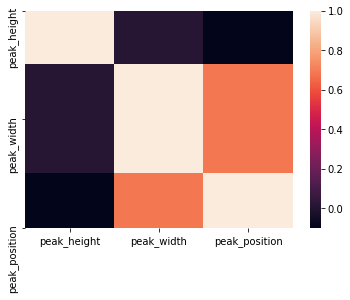 peak_height
peak_width
peak_position
peak_height
peak_width
peak_position
1.0
0.8
0.6
0.4
0.2
0.0